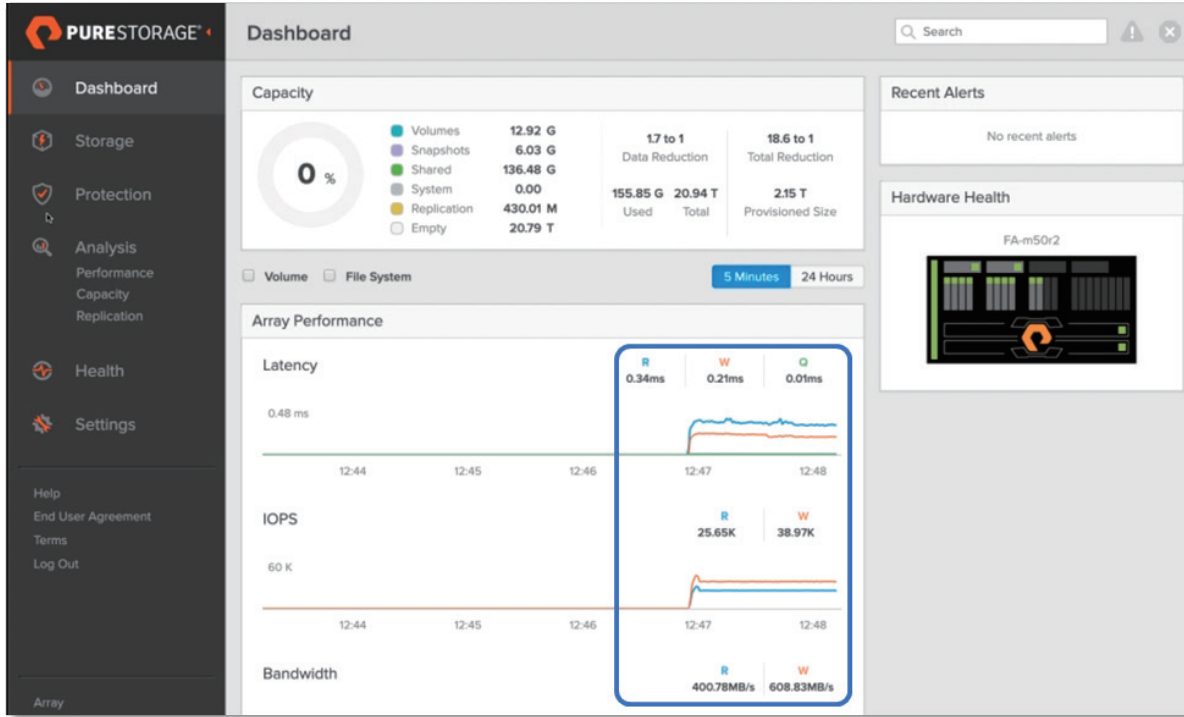 PURESTORAGE®
Dashboard
Search
Dashboard
Storage
Protection
Analysis
Performance
Capacity
Replication
Health
Settings
Help
End User Agreement
Terms
Log Out
Array
Capacity
0 %
Volumes 12.92 G
Snapshots 6.03 G
Shared 136.48 G
System 0.00
Replication 430.01 M
Empty 20.79 T
1.7 to 1 18.6 to 1
Data Reduction Total Reduction
155.85 G 20.94 T 2.15 T
Used Total Provisioned Size
Volume File System 5 Minutes 24 Hours
Array Performance
Latency
R W Q
0.34ms 0.21ms 0.01ms
0.48 ms
12:44 12:45 12:46 12:47 12:48
IOPS
R W
25.65K 38.97K
60 K
12:44 12:45 12:46 12:47 12:48
Bandwidth
R W
400.78MB/s 608.83MB/s
Recent Alerts
No recent alerts
Hardware Health
FA-m50r2